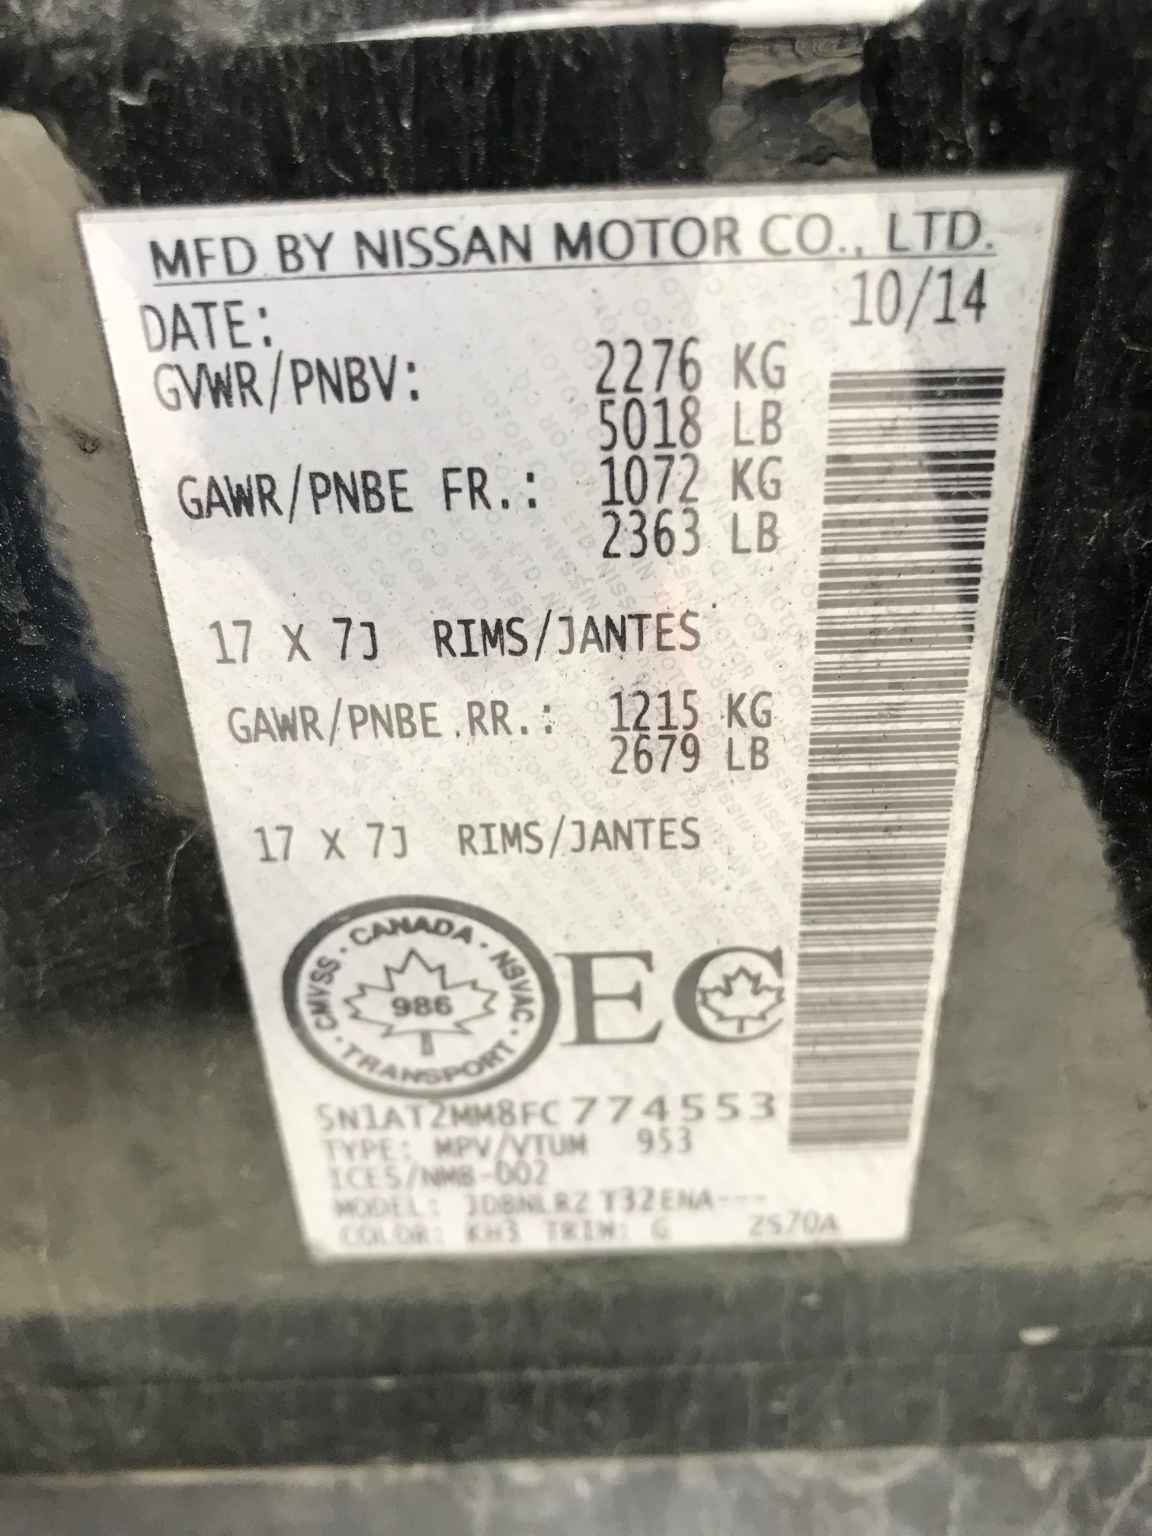 MFD BY NISSAN MOTOR CO., LTD.
DATE: 10/14
GVWR/PNBV: 2276 KG
5018 LB
GAWR/PNBE FR.: 1072 KG
2363 LB
17 X 7J RIMS/JANTES
GAWR/PNBE RR.: 1215 KG
2679 LB
17 X 7J RIMS/JANTES
CANADA · NSVAC · TRANSPORT · CMVSS ·
986
EC
5N1AT2MM8FC774553
TYPE: MPV/VTUM 953
ICES/NMB-002
MODEL: JDBNLRZ T32ENA---
COLOR: KH3 TRIM: G ZS70A